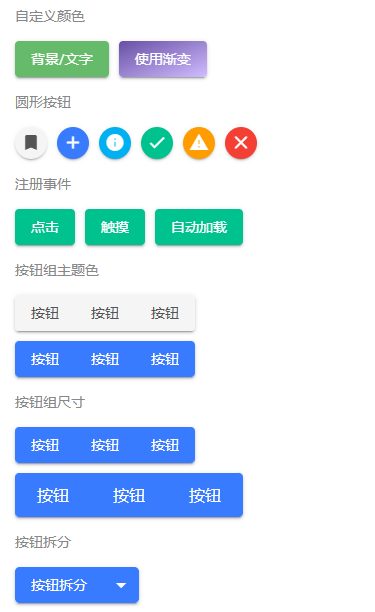 自定义颜色
背景/文字 使用渐变
圆形按钮
注册事件
点击 触摸 自动加载
按钮组主题色
按钮 按钮 按钮
按钮 按钮 按钮
按钮组尺寸
按钮 按钮 按钮
按钮 按钮 按钮
按钮拆分
按钮拆分